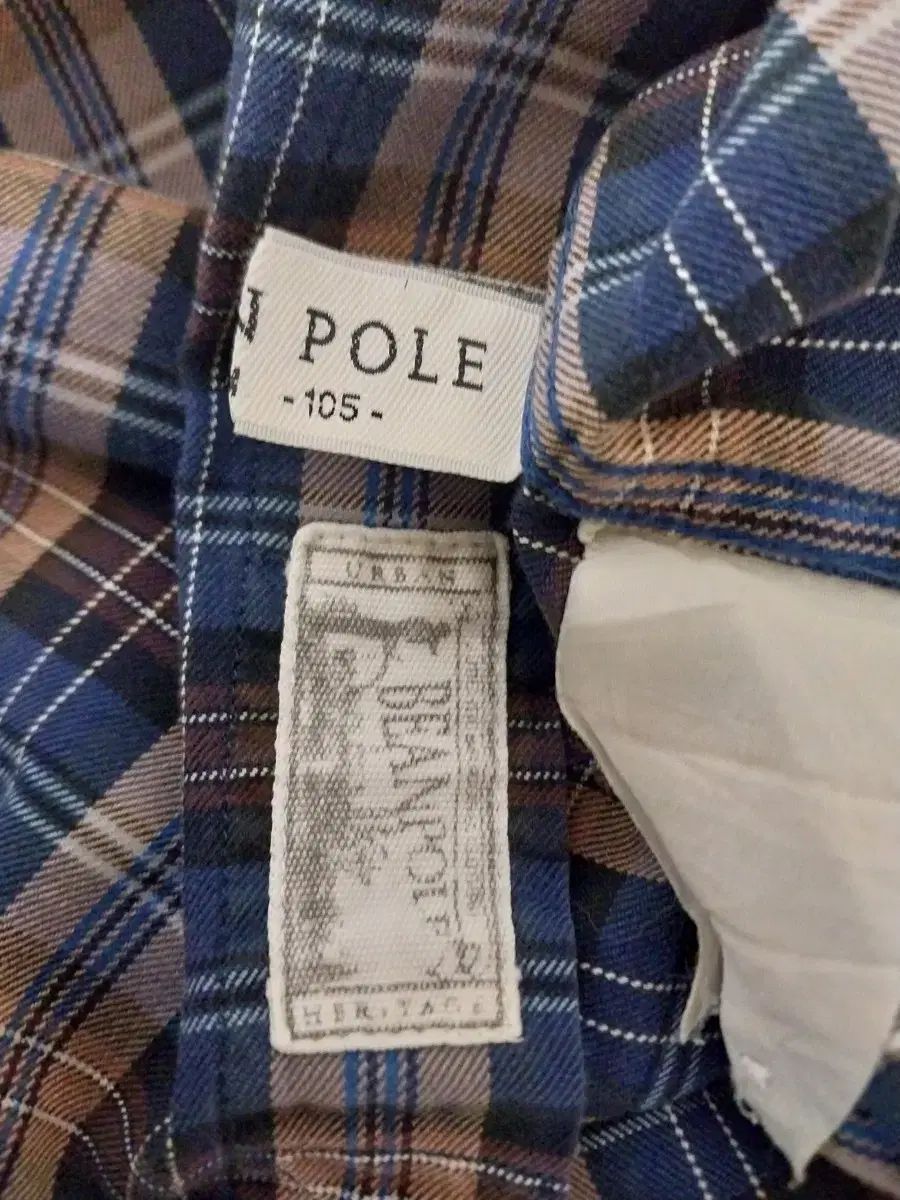 POLE
-105-
URBAN
BEANPOLE
HERITAGE